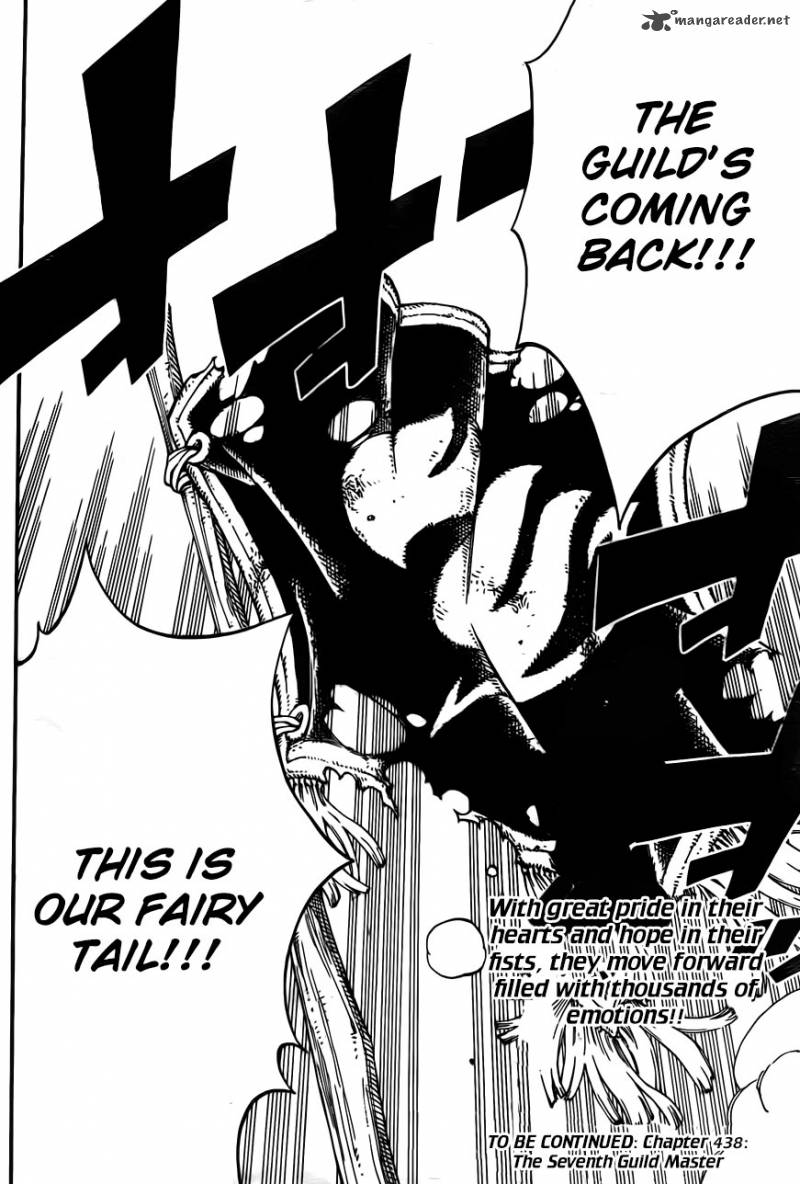 mangareader.net
THE
GUILD'S
COMING
BACK!!!
THIS IS
OUR FAIRY
TAIL!!!
With great pride in their
hearts and hope in their
fists, they move forward
filled with thousands of
emotions!!
TO BE CONTINUED: Chapter 438:
The Seventh Guild Master